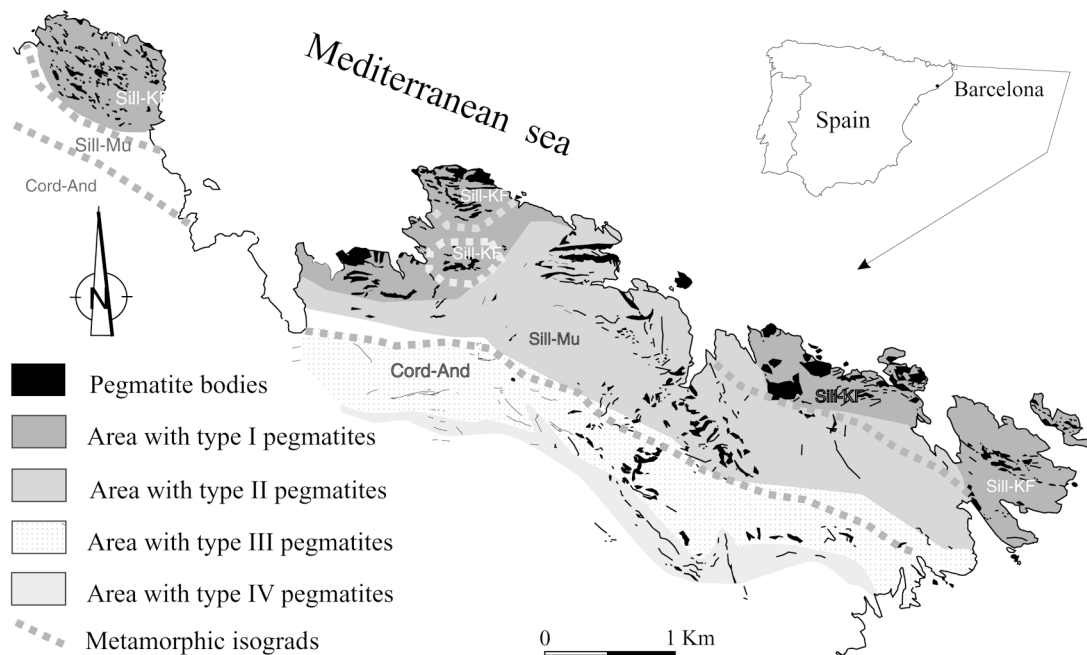 Mediterranean sea
Barcelona
Spain
Sill-KF
Sill-Mu
Cord-And
Sill-KF
Sill-KF
N
Sill-Mu
Cord-And
Sill-KF
Sill-KF
Pegmatite bodies
Area with type I pegmatites
Area with type II pegmatites
Area with type III pegmatites
Area with type IV pegmatites
Metamorphic isograds
0 1 Km